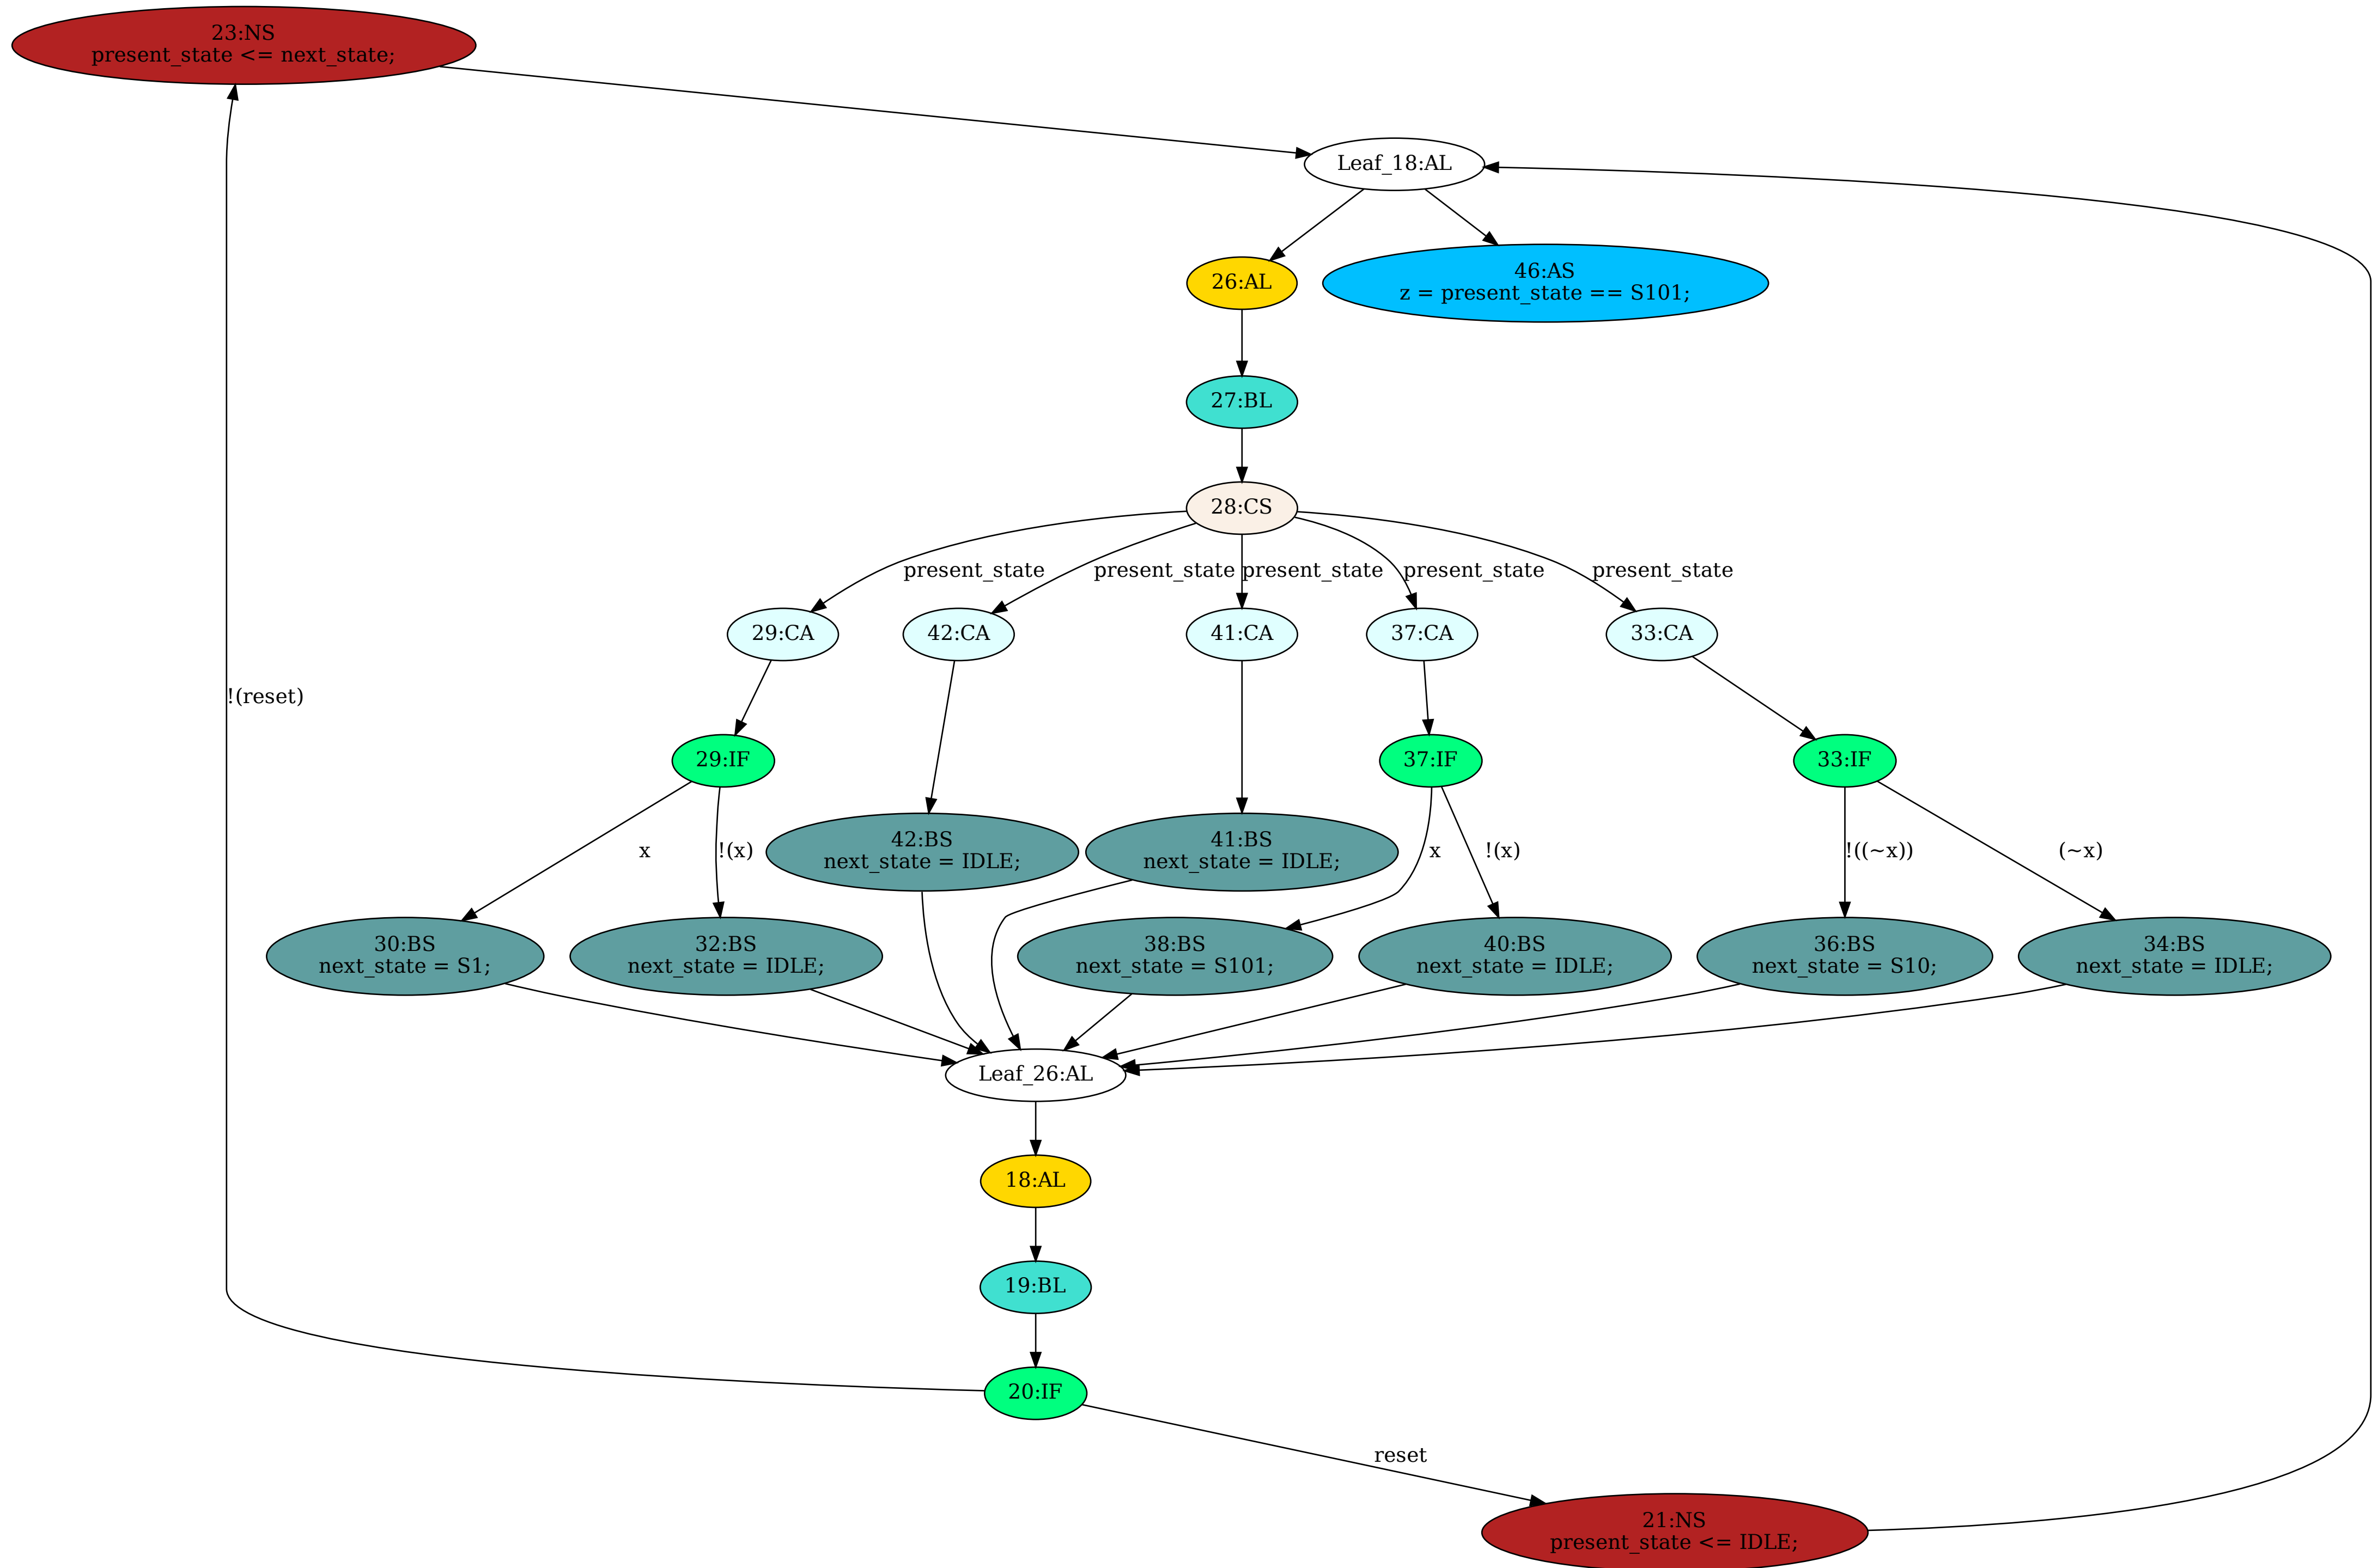 23:NS
present_state <= next_state;
Leaf_18:AL
26:AL
46:AS
z = present_state == S101;
27:BL
28:CS
present_state
present_state
present_state
present_state
present_state
29:CA
42:CA
41:CA
37:CA
33:CA
!(reset)
29:IF
37:IF
33:IF
x
!(x)
42:BS
next_state = IDLE;
41:BS
next_state = IDLE;
x
!(x)
!((~x))
(~x)
30:BS
next_state = S1;
32:BS
next_state = IDLE;
38:BS
next_state = S101;
40:BS
next_state = IDLE;
36:BS
next_state = S10;
34:BS
next_state = IDLE;
Leaf_26:AL
18:AL
19:BL
20:IF
reset
21:NS
present_state <= IDLE;